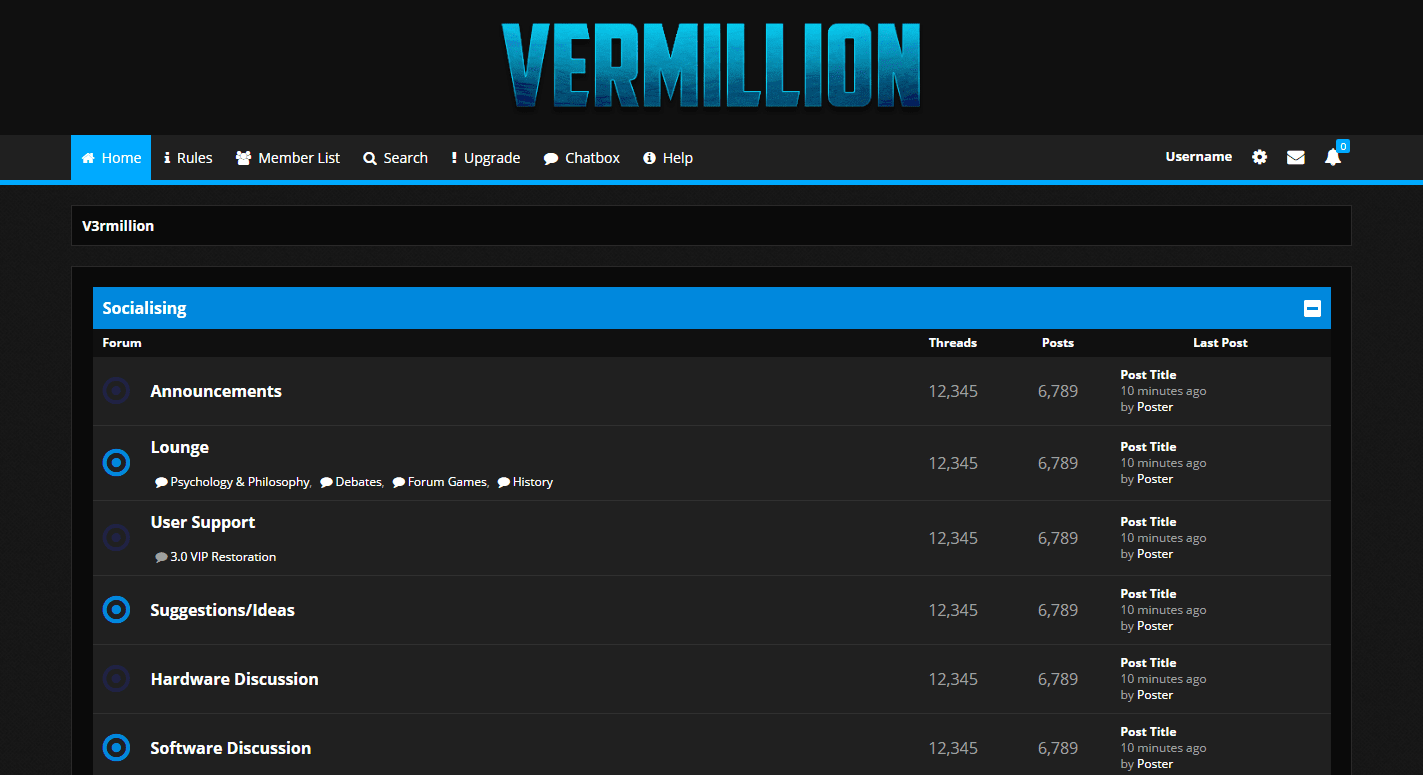 VERMILLION
Home Rules Member List Search Upgrade Chatbox Help Username 0
V3rmillion
Socialising
Forum Threads Posts Last Post
Announcements 12,345 6,789 Post Title
10 minutes ago
by Poster
Lounge 12,345 6,789 Post Title
10 minutes ago
Psychology & Philosophy, Debates, Forum Games, History by Poster
User Support 12,345 6,789 Post Title
10 minutes ago
3.0 VIP Restoration by Poster
Suggestions/Ideas 12,345 6,789 Post Title
10 minutes ago
by Poster
Hardware Discussion 12,345 6,789 Post Title
10 minutes ago
by Poster
Software Discussion 12,345 6,789 Post Title
10 minutes ago
by Poster